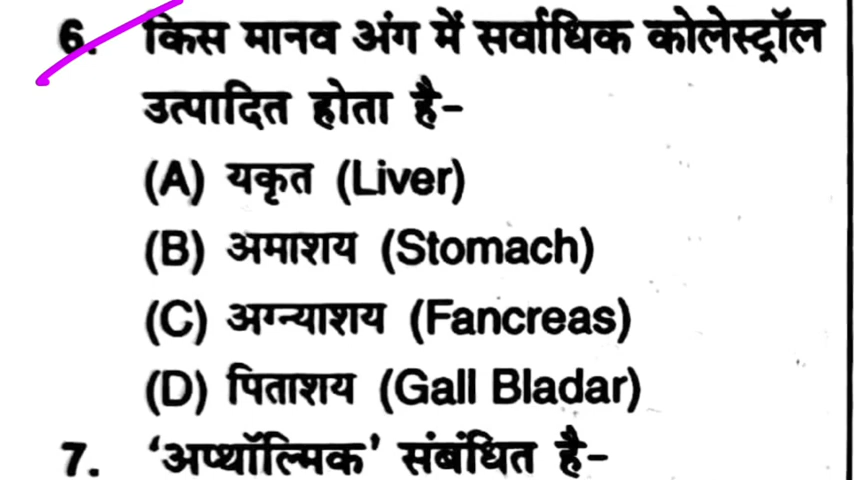 6. किस मानव अंग में सर्वाधिक कोलेस्ट्रॉल
उत्पादित होता है-
(A) यकृत (Liver)
(B) अमाशय (Stomach)
(C) अग्न्याशय (Fancreas)
(D) पिताशय (Gall Bladar)
7. 'अप्थॉल्मिक' संबंधित है-